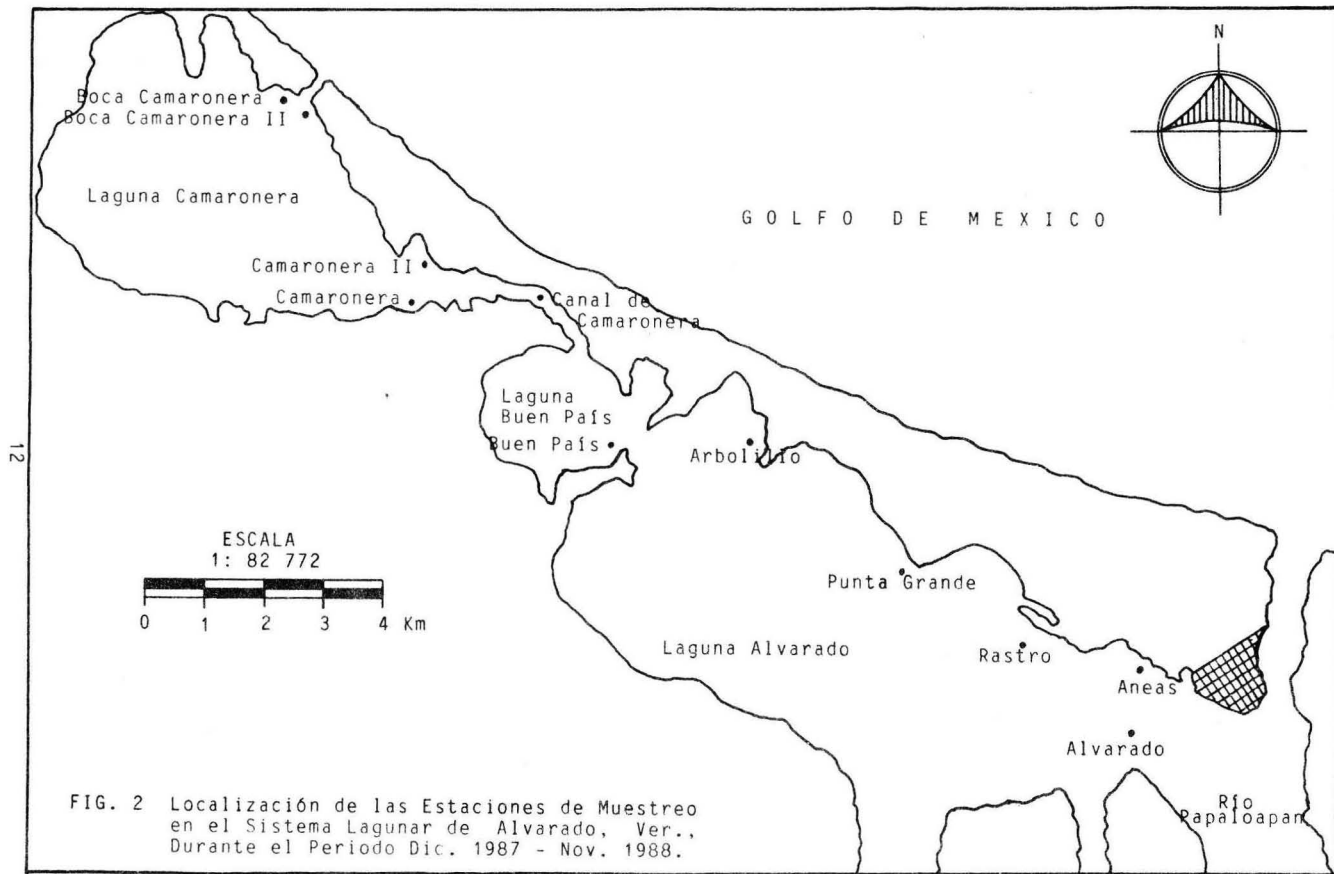 N
Boca Camaronera
Boca Camaronera II
Laguna Camaronera
GOLFO DE MEXICO
Camaronera II
Camaronera
Canal de
Camaronera
Laguna
Buen País
Buen País
Arbolillo
12
ESCALA
1: 82 772
0 1 2 3 4 Km
Punta Grande
Laguna Alvarado
Rastro
Aneas
Alvarado
Río
Papaloapan
FIG. 2 Localización de las Estaciones de Muestreo
en el Sistema Lagunar de Alvarado, Ver.,
Durante el Periodo Dic. 1987 - Nov. 1988.